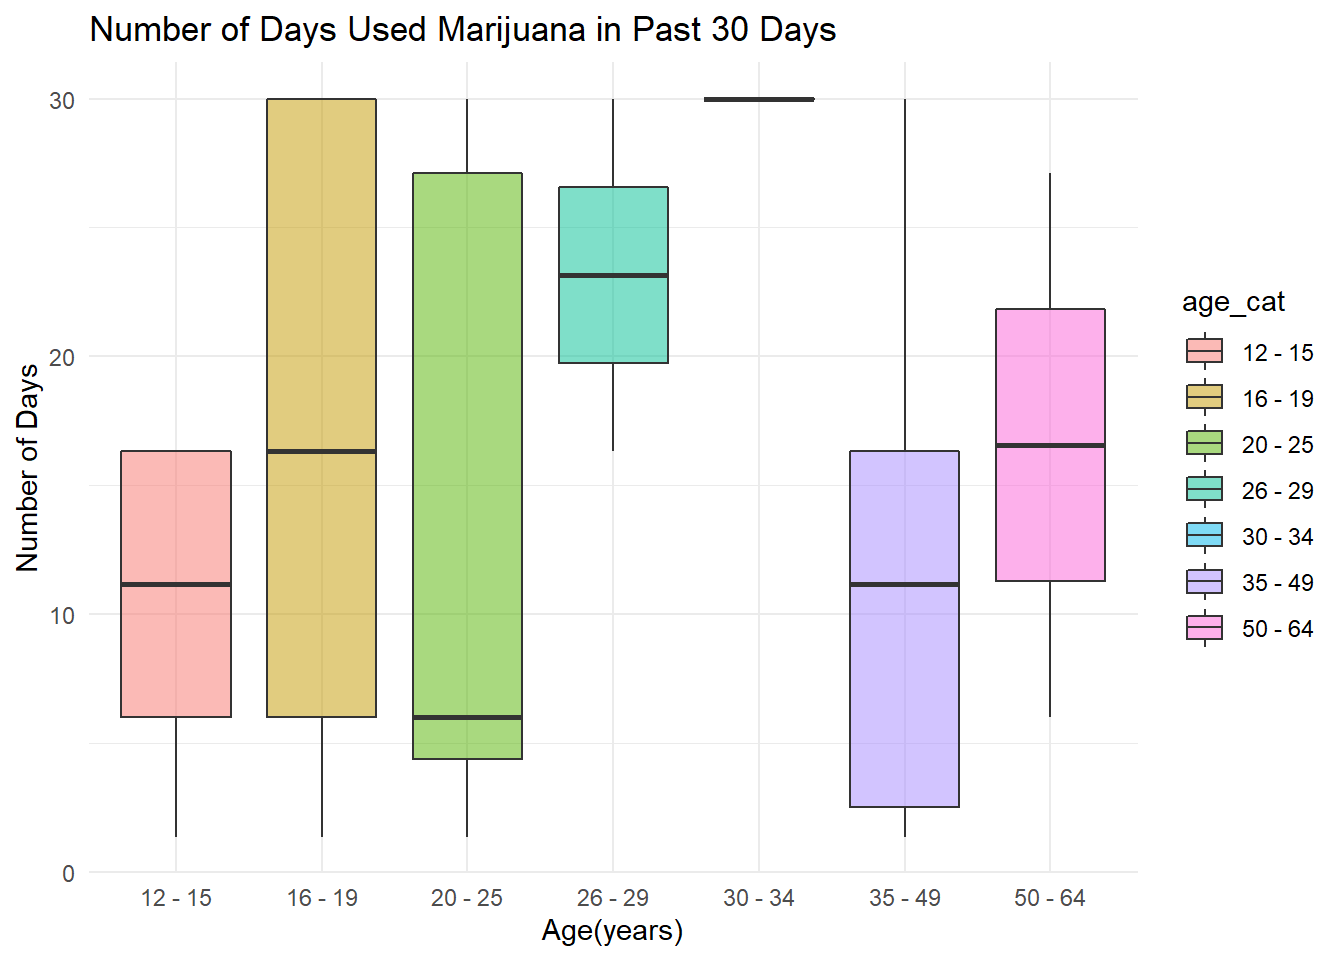 Number of Days Used Marijuana in Past 30 Days
30
20
10
0
Number of Days
12 - 15
16 - 19
20 - 25
26 - 29
30 - 34
35 - 49
50 - 64
Age(years)
age_cat
12 - 15
16 - 19
20 - 25
26 - 29
30 - 34
35 - 49
50 - 64